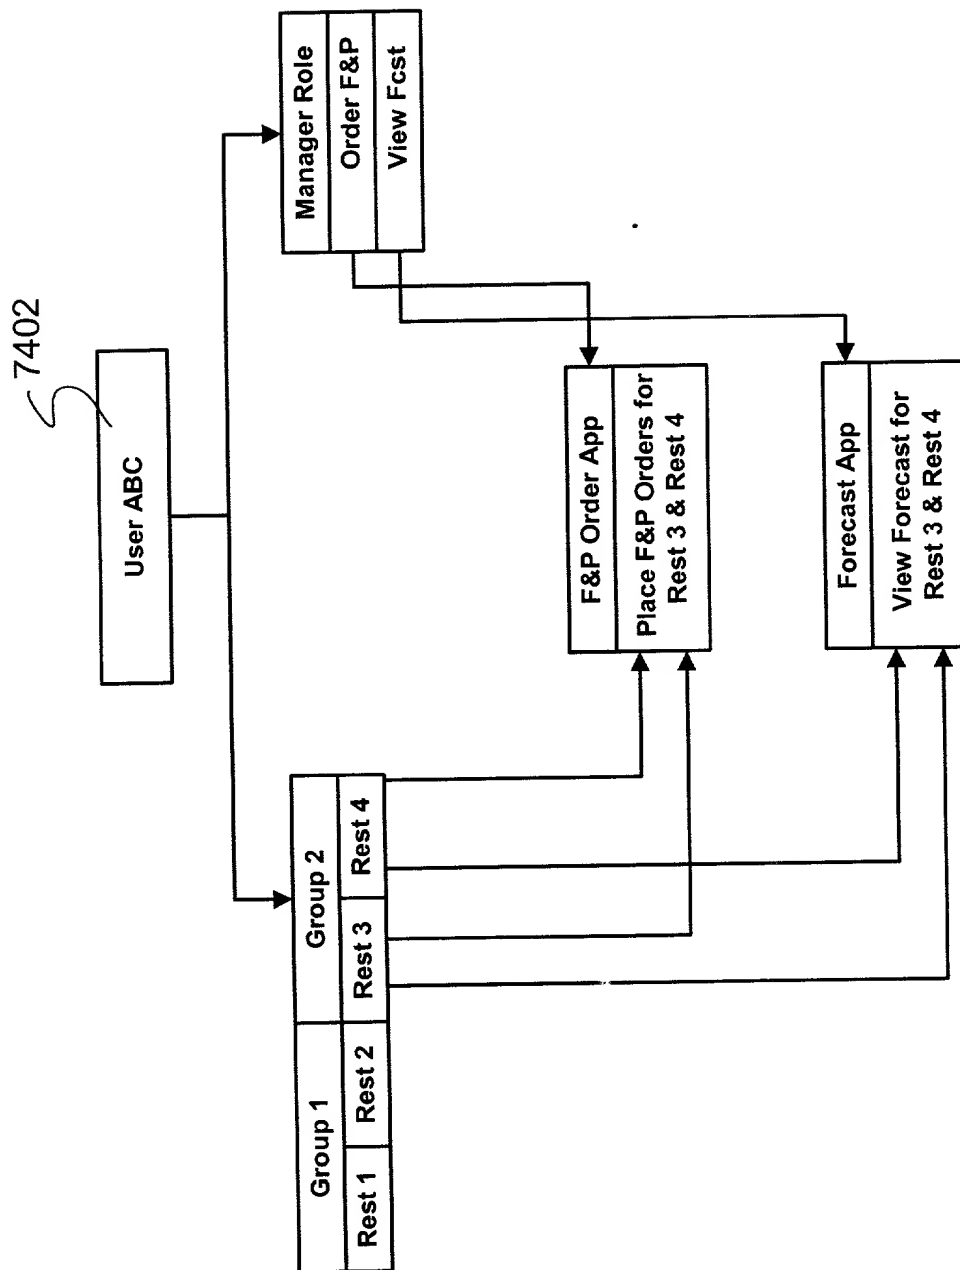 7402
User ABC
Group 1
Group 2
Rest 1
Rest 2
Rest 3
Rest 4
Manager Role
Order F&P
View Fcst
F&P Order App
Place F&P Orders for
Rest 3 & Rest 4
Forecast App
View Forecast for
Rest 3 & Rest 4